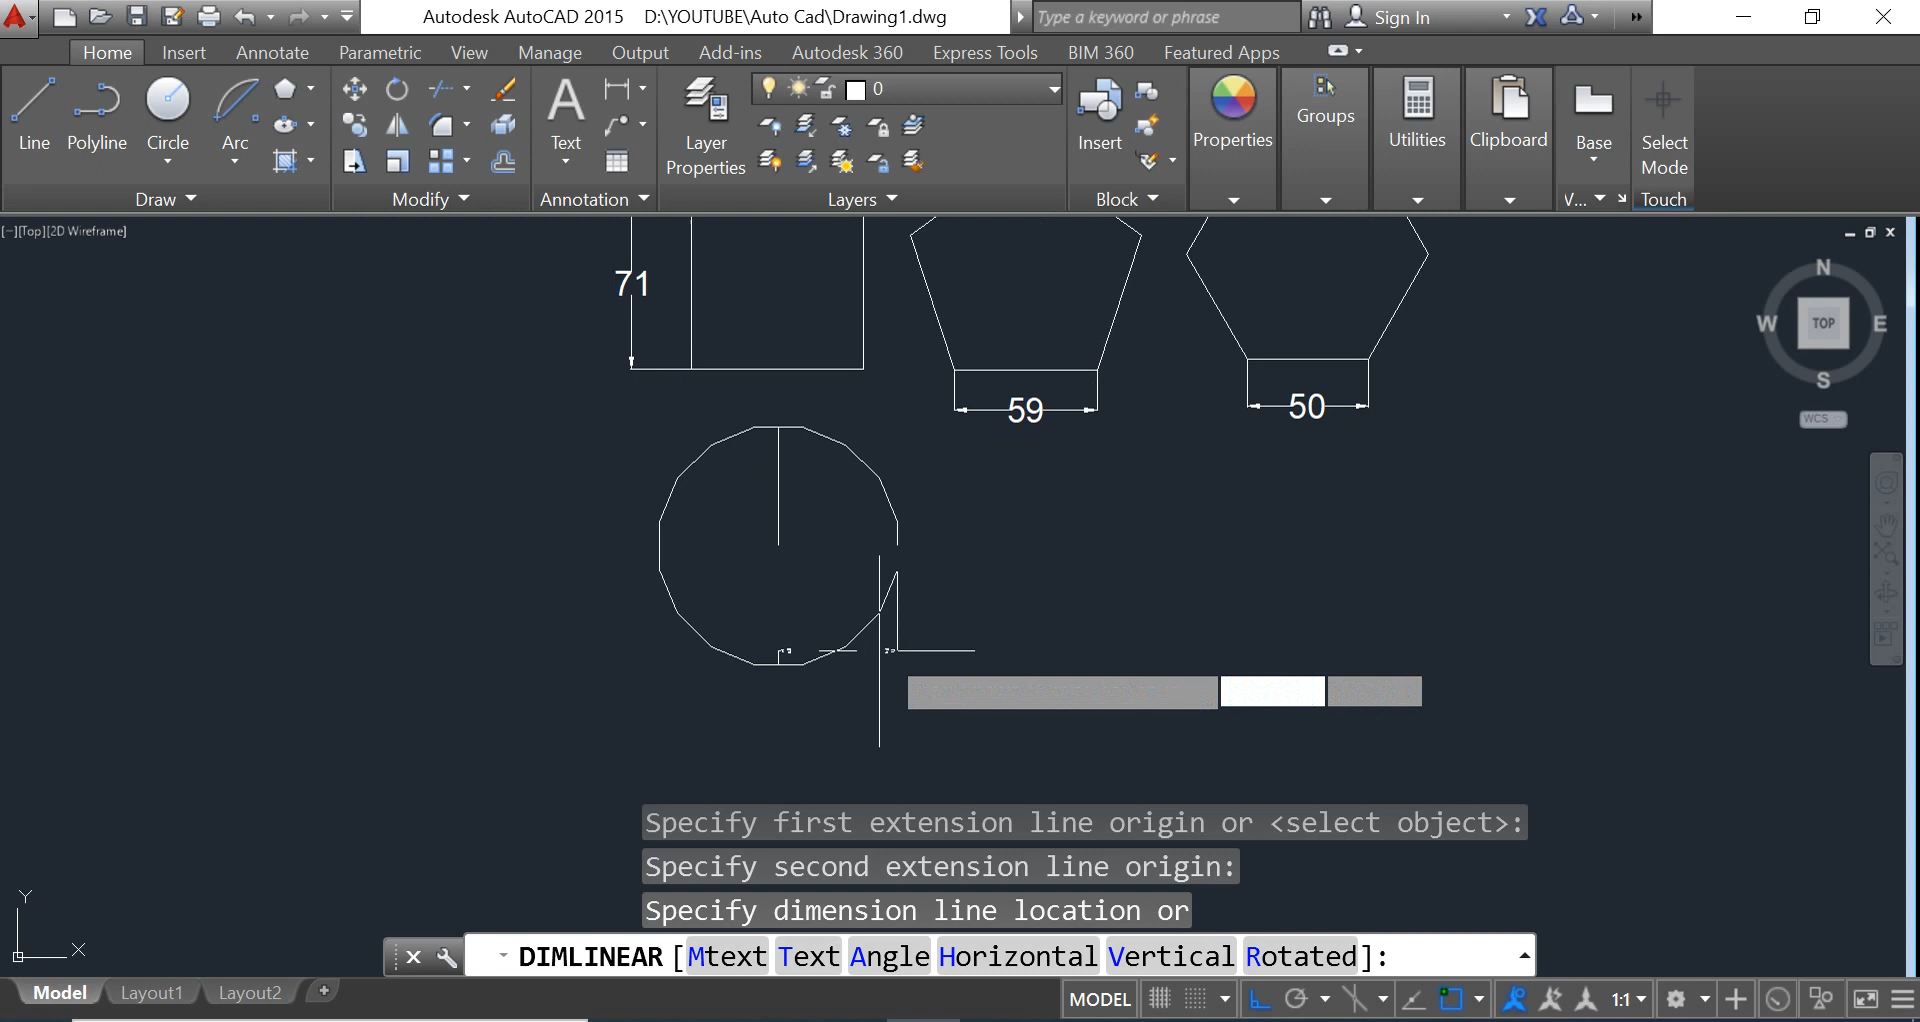 Autodesk AutoCAD 2015 D:\YOUTUBE\Auto Cad\Drawing1.dwg
Type a keyword or phrase
Sign In
Home Insert Annotate Parametric View Manage Output Add-ins Autodesk 360 Express Tools BIM 360 Featured Apps
0
Line Polyline Circle Arc
Text
Layer
Properties
Insert
Properties
Groups
Utilities
Clipboard
Base
Select
Mode
Draw Modify Annotation Layers Block V... Touch
[−][Top][2D Wireframe]
N
W TOP E
S
WCS
71
59
50
Specify first extension line origin or <select object>:
Specify second extension line origin:
Specify dimension line location or
DIMLINEAR [Mtext Text Angle Horizontal Vertical Rotated]:
Y
X
Model Layout1 Layout2 +
MODEL 1:1